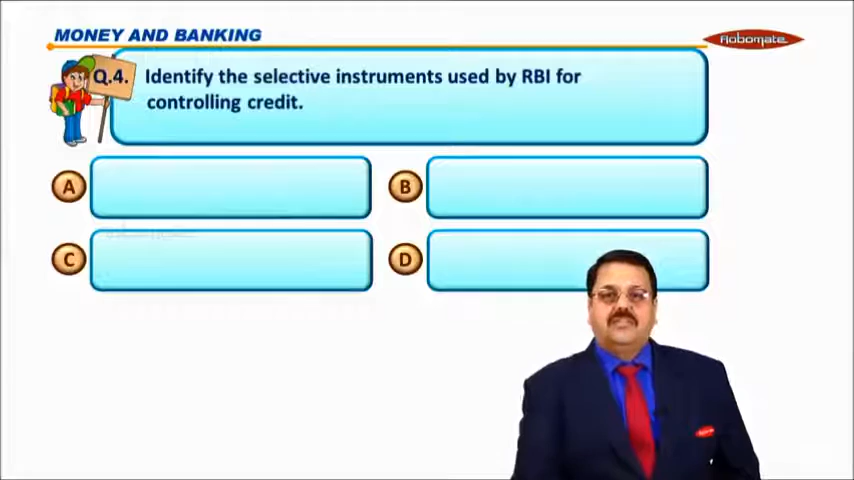 MONEY AND BANKING
Robomate
Q.4. Identify the selective instruments used by RBI for
controlling credit.
A
B
C
D